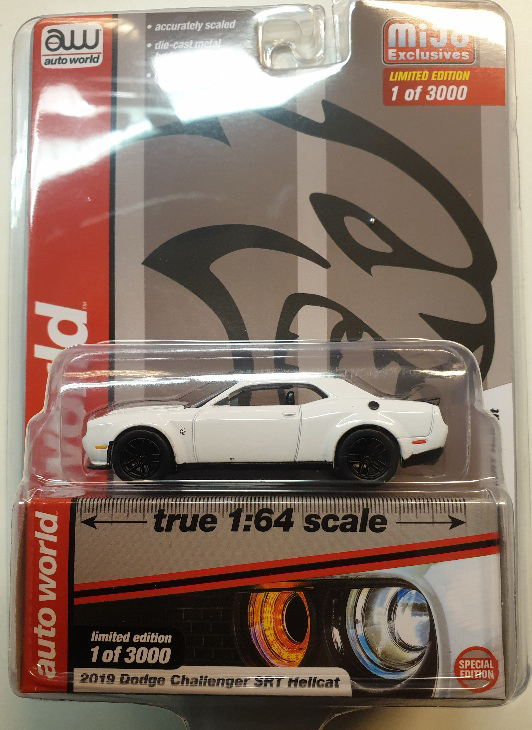 aw
auto world
• accurately scaled
• die-cast metal
MiJo
Exclusives
LIMITED EDITION
1 of 3000
true 1:64 scale
auto world
limited edition
1 of 3000
2019 Dodge Challenger SRT Hellcat
SPECIAL
EDITION